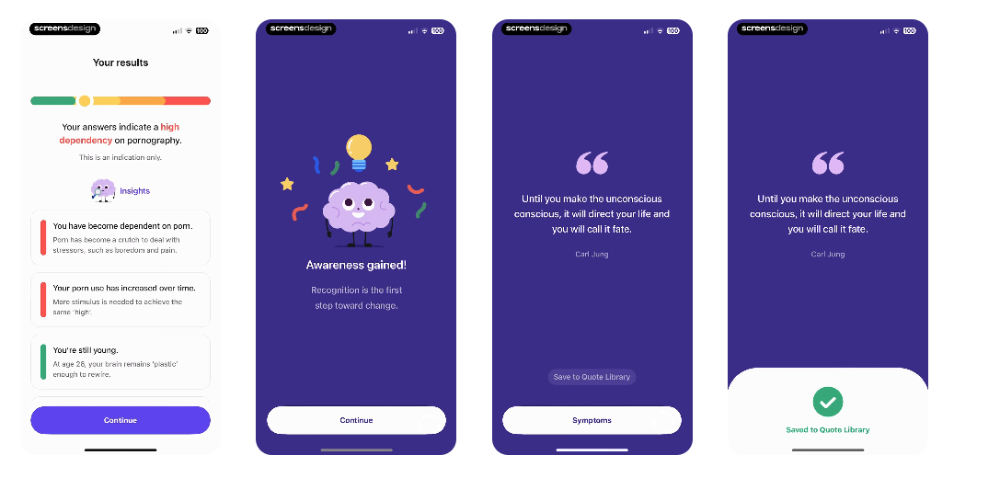 screensdesign
100
Your results
Your answers indicate a high
dependency on pornography.
This is an indication only.
Insights
You have become dependent on porn.
Porn has become a crutch to deal with
stressors, such as boredom and pain.
Your porn use has increased over time.
More stimulus is needed to achieve the
same 'high'.
You're still young.
At age 26, your brain remains 'plastic'
enough to rewire.
Continue
screensdesign
100
Awareness gained!
Recognition is the first
step toward change.
Continue
screensdesign
100
Until you make the unconscious
conscious, it will direct your life and
you will call it fate.
Carl Jung
Save to Quote Library
Symptoms
screensdesign
100
Until you make the unconscious
conscious, it will direct your life and
you will call it fate.
Carl Jung
Saved to Quote Library